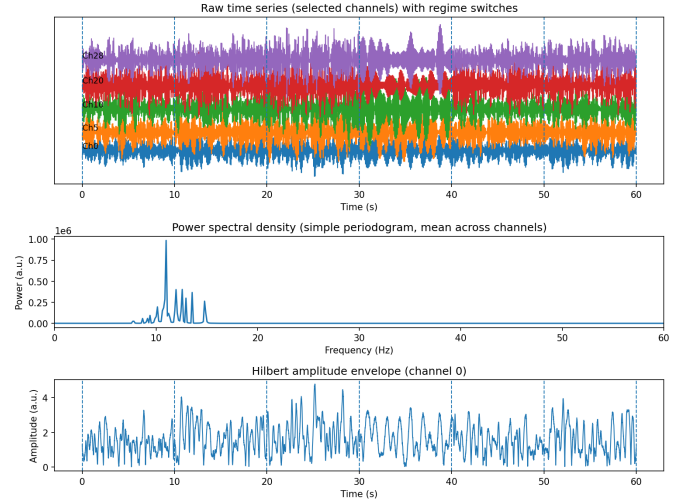 Raw time series (selected channels) with regime switches
Ch28
Ch20
Ch10
Ch5
Ch0
0 10 20 30 40 50 60
Time (s)
Power spectral density (simple periodogram, mean across channels)
1e6
Power (a.u.)
1.00
0.75
0.50
0.25
0.00
0 10 20 30 40 50 60
Frequency (Hz)
Hilbert amplitude envelope (channel 0)
Amplitude (a.u.)
4
2
0
0 10 20 30 40 50 60
Time (s)